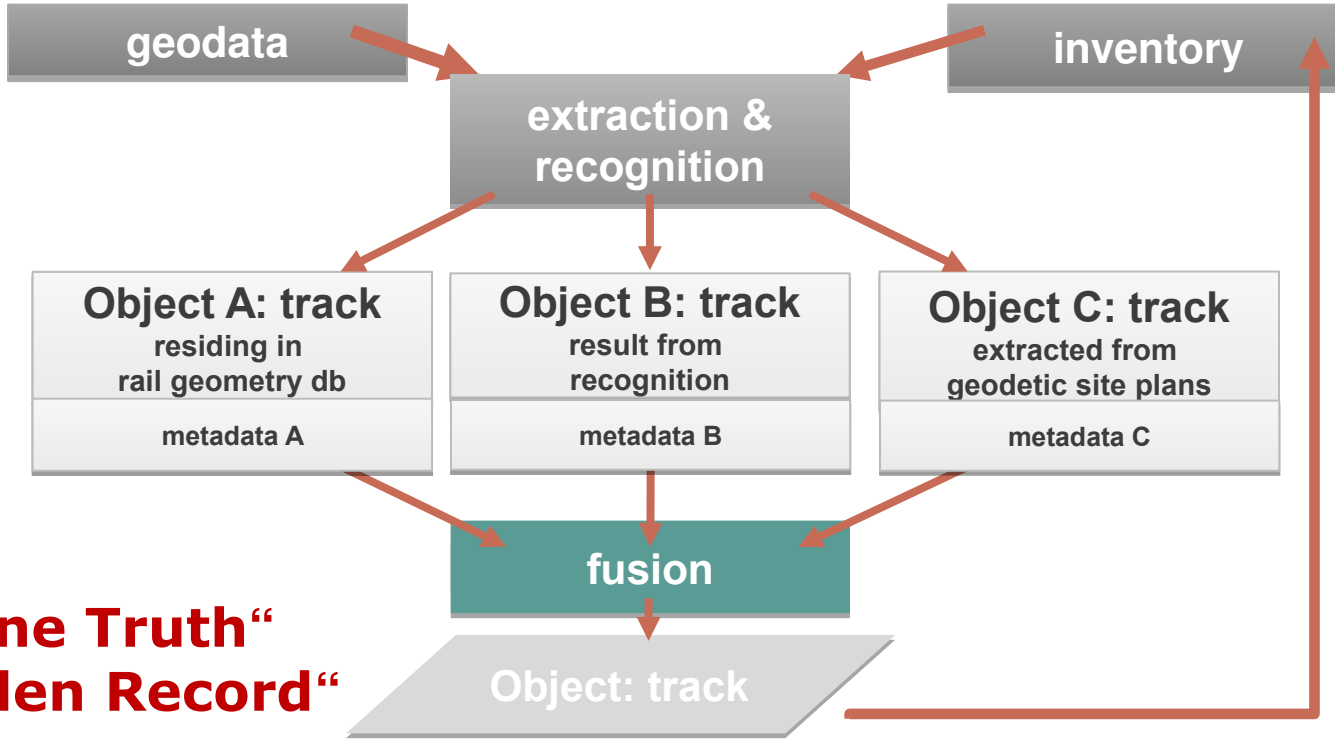 geodata
inventory
extraction &
recognition
Object A: track
residing in
rail geometry db
metadata A
Object B: track
result from
recognition
metadata B
Object C: track
extracted from
geodetic site plans
metadata C
fusion
ne Truth“
len Record“
Object: track